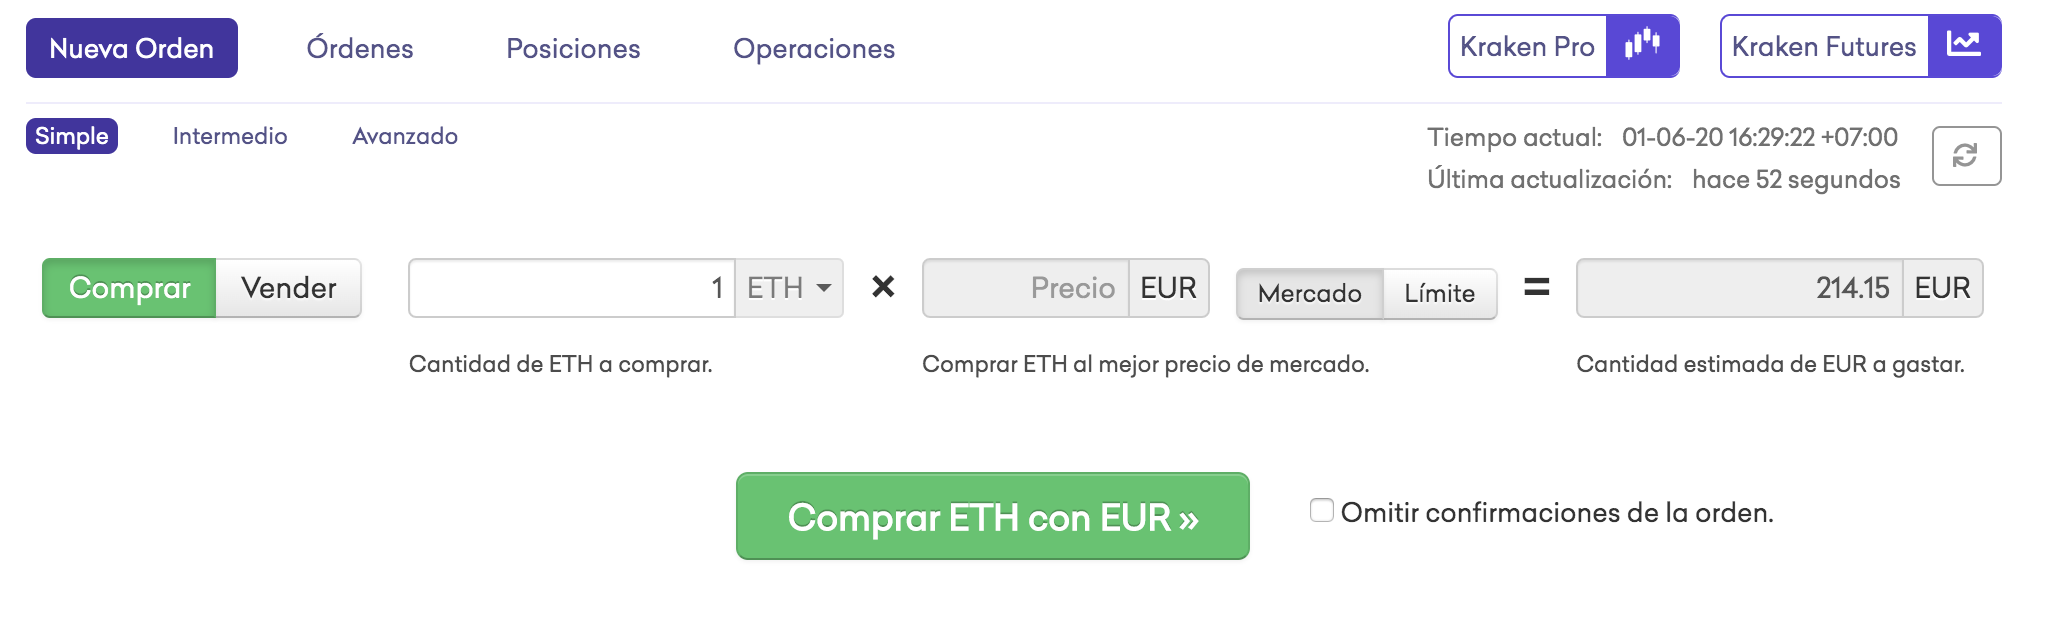 Nueva Orden Órdenes Posiciones Operaciones Kraken Pro Kraken Futures
Simple Intermedio Avanzado
Tiempo actual: 01-06-20 16:29:22 +07:00
Última actualización: hace 52 segundos
Comprar Vender 1 ETH × Precio EUR Mercado Límite = 214.15 EUR
Cantidad de ETH a comprar. Comprar ETH al mejor precio de mercado. Cantidad estimada de EUR a gastar.
Comprar ETH con EUR » Omitir confirmaciones de la orden.